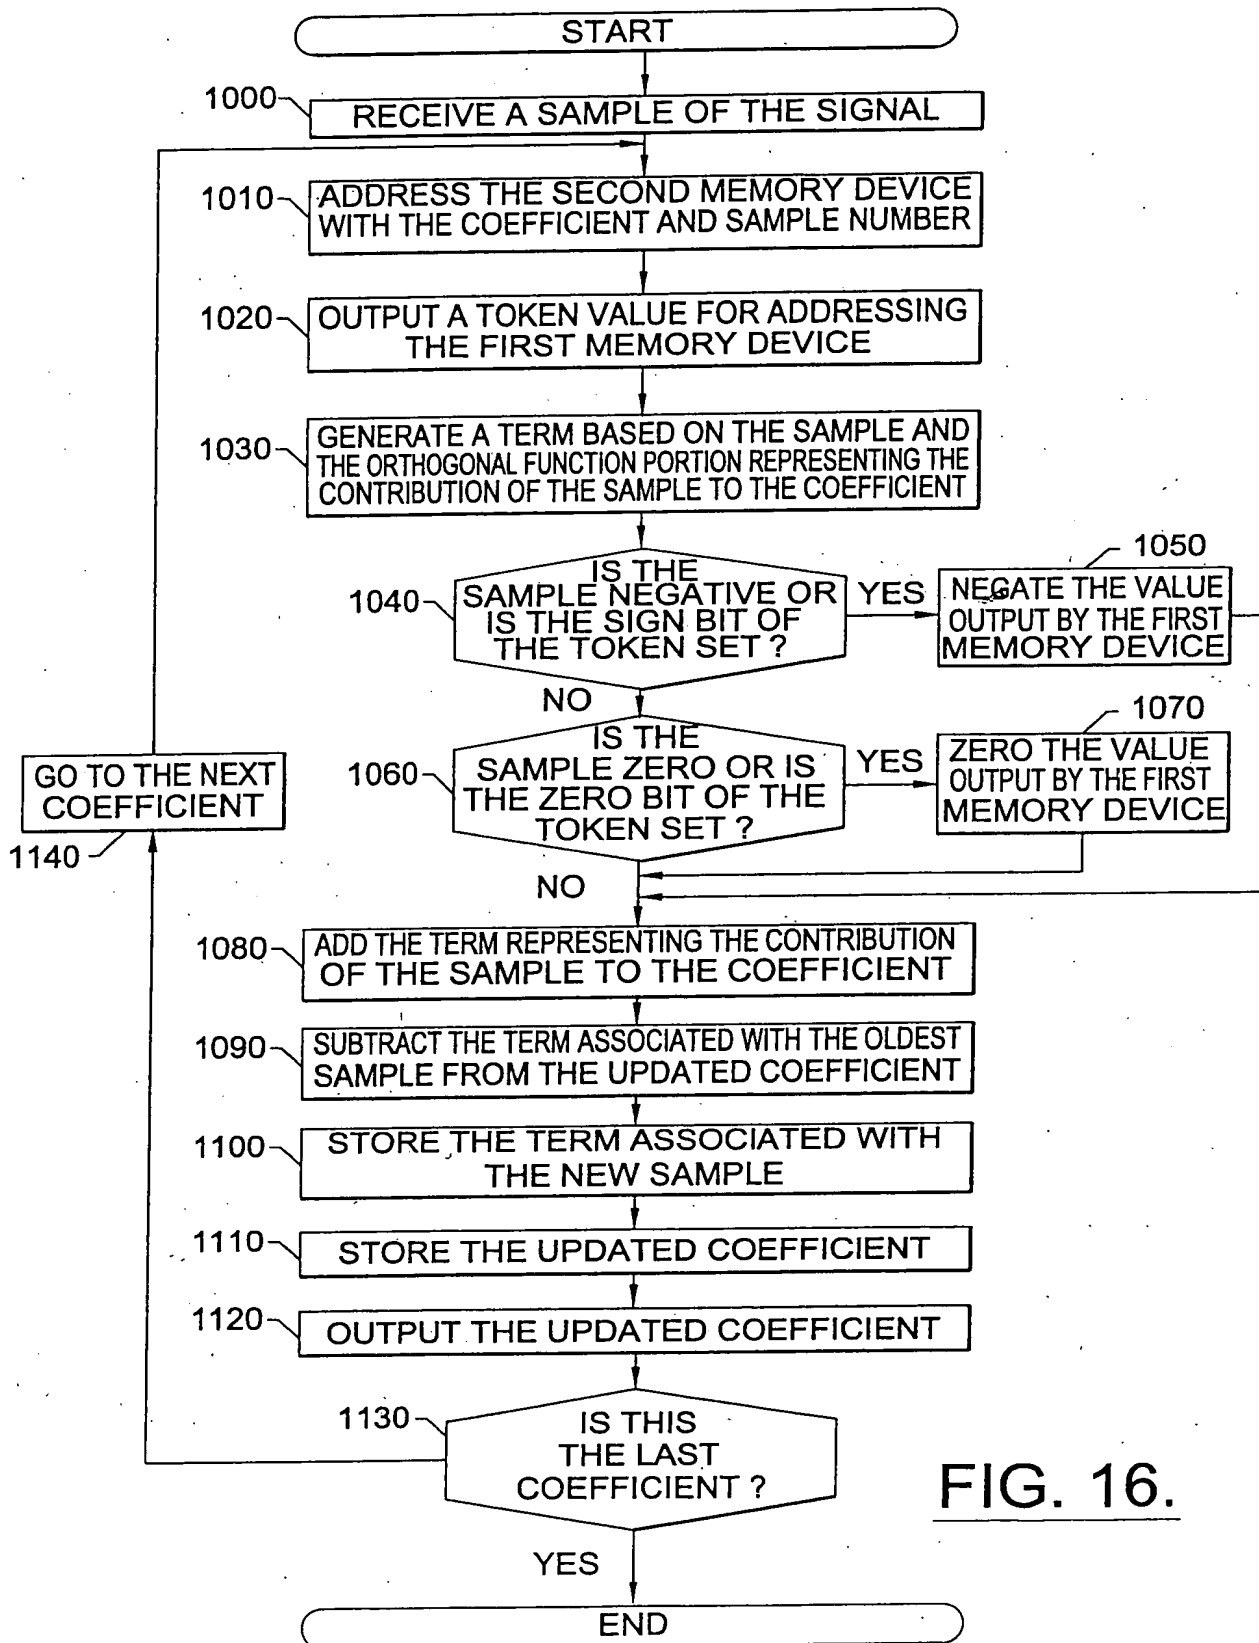 START
1000
RECEIVE A SAMPLE OF THE SIGNAL
1010
ADDRESS THE SECOND MEMORY DEVICE
WITH THE COEFFICIENT AND SAMPLE NUMBER
1020
OUTPUT A TOKEN VALUE FOR ADDRESSING
THE FIRST MEMORY DEVICE
1030
GENERATE A TERM BASED ON THE SAMPLE AND
THE ORTHOGONAL FUNCTION PORTION REPRESENTING THE
CONTRIBUTION OF THE SAMPLE TO THE COEFFICIENT
1040
IS THE
SAMPLE NEGATIVE OR
IS THE SIGN BIT OF
THE TOKEN SET ?
YES
1050
NEGATE THE VALUE
OUTPUT BY THE FIRST
MEMORY DEVICE
NO
1060
IS THE
SAMPLE ZERO OR IS
THE ZERO BIT OF THE
TOKEN SET ?
YES
1070
ZERO THE VALUE
OUTPUT BY THE FIRST
MEMORY DEVICE
GO TO THE NEXT
COEFFICIENT
1140
NO
1080
ADD THE TERM REPRESENTING THE CONTRIBUTION
OF THE SAMPLE TO THE COEFFICIENT
1090
SUBTRACT THE TERM ASSOCIATED WITH THE OLDEST
SAMPLE FROM THE UPDATED COEFFICIENT
1100
STORE THE TERM ASSOCIATED WITH
THE NEW SAMPLE
1110
STORE THE UPDATED COEFFICIENT
1120
OUTPUT THE UPDATED COEFFICIENT
1130
IS THIS
THE LAST
COEFFICIENT ?
FIG. 16.
YES
END